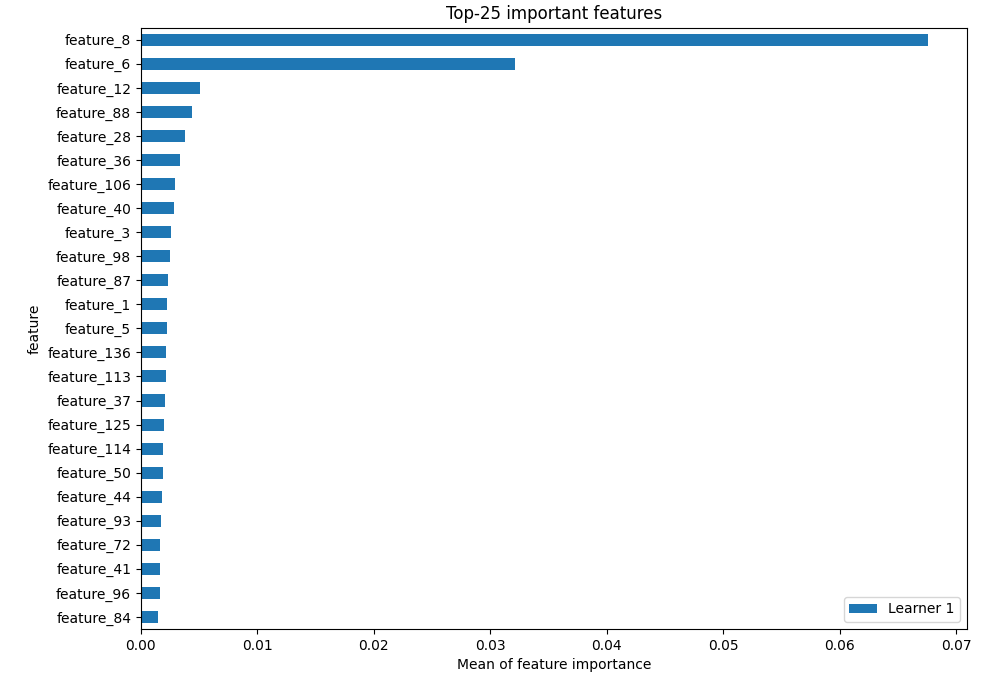 Top-25 important features
feature_8
feature_6
feature_12
feature_88
feature_28
feature_36
feature_106
feature_40
feature_3
feature_98
feature_87
feature_1
feature_5
feature_136
feature_113
feature_37
feature_125
feature_114
feature_50
feature_44
feature_93
feature_72
feature_41
feature_96
feature_84
feature
Learner 1
0.00 0.01 0.02 0.03 0.04 0.05 0.06 0.07
Mean of feature importance